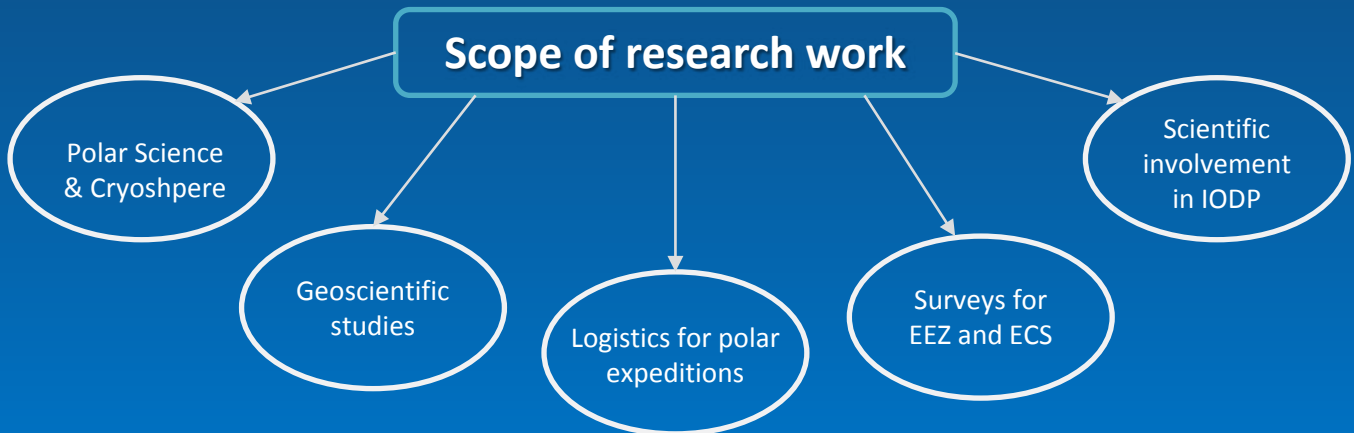 Scope of research work
Polar Science
& Cryoshpere
Geoscientific
studies
Logistics for polar
expeditions
Surveys for
EEZ and ECS
Scientific
involvement
in IODP